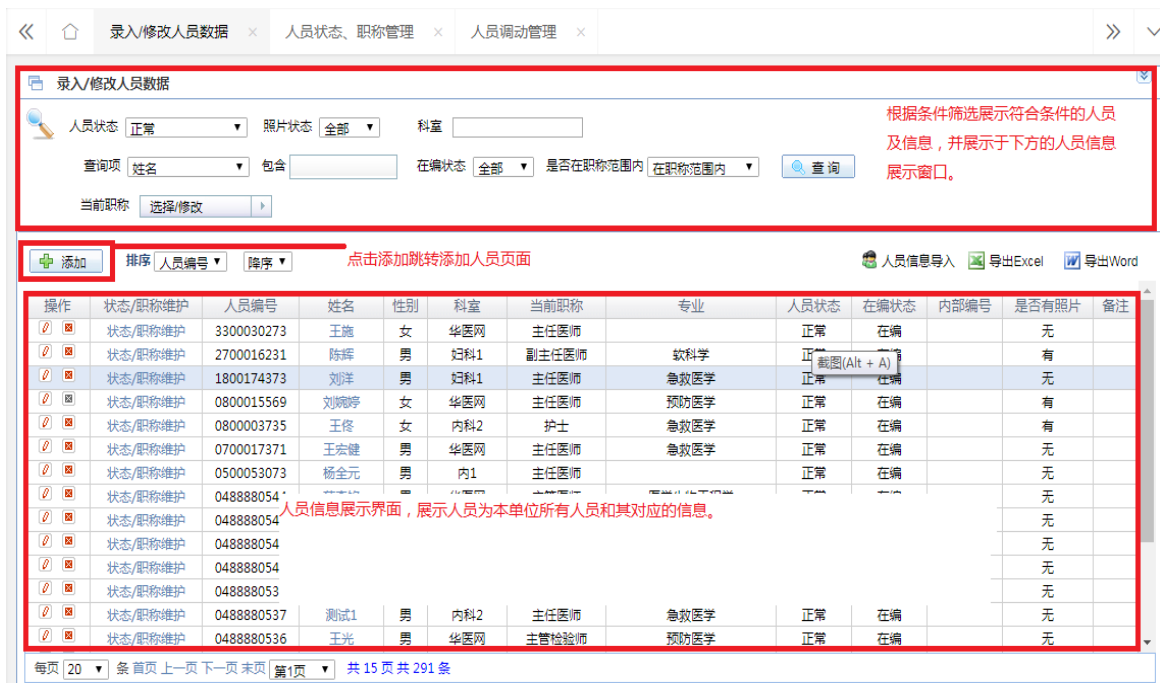 录入/修改人员数据 × 人员状态、职称管理 × 人员调动管理 ×
录入/修改人员数据
人员状态 正常 照片状态 全部 科室
根据条件筛选展示符合条件的人员
及信息，并展示于下方的人员信息
展示窗口。
查询项 姓名 包含 在编状态 全部 是否在职称范围内 在职称范围内 查询
当前职称 选择/修改
添加 排序 人员编号 降序 点击添加跳转添加人员页面 人员信息导入 导出Excel 导出Word
操作 状态/职称维护 人员编号 姓名 性别 科室 当前职称 专业 人员状态 在编状态 内部编号 是否有照片 备注
状态/职称维护 3300030273 王施 女 华医网 主任医师 正常 在编 无
状态/职称维护 2700016231 陈辉 男 妇科1 副主任医师 软科学 有
截图(Alt + A)
状态/职称维护 1800174373 刘洋 男 妇科1 主任医师 急救医学 正常 在编 无
状态/职称维护 0800015569 刘婉婷 女 华医网 主任医师 预防医学 正常 在编 有
状态/职称维护 0800003735 王佟 女 内科2 护士 急救医学 正常 在编 有
状态/职称维护 0700017371 王宏健 男 华医网 主任医师 急救医学 正常 在编 无
状态/职称维护 0500053073 杨全元 男 内1 主任医师 正常 在编 无
状态/职称维护 048888054 无
人员信息展示界面，展示人员为本单位所有人员和其对应的信息。
状态/职称维护 048888054 无
状态/职称维护 048888054 无
状态/职称维护 048888054 无
状态/职称维护 048888053 无
状态/职称维护 0488880537 测试1 男 内科2 主任医师 急救医学 正常 在编 无
状态/职称维护 0488880536 王光 男 华医网 主管检验师 预防医学 正常 在编 无
每页 20 条 首页 上一页 下一页 末页 第1页 共 15 页 共 291 条